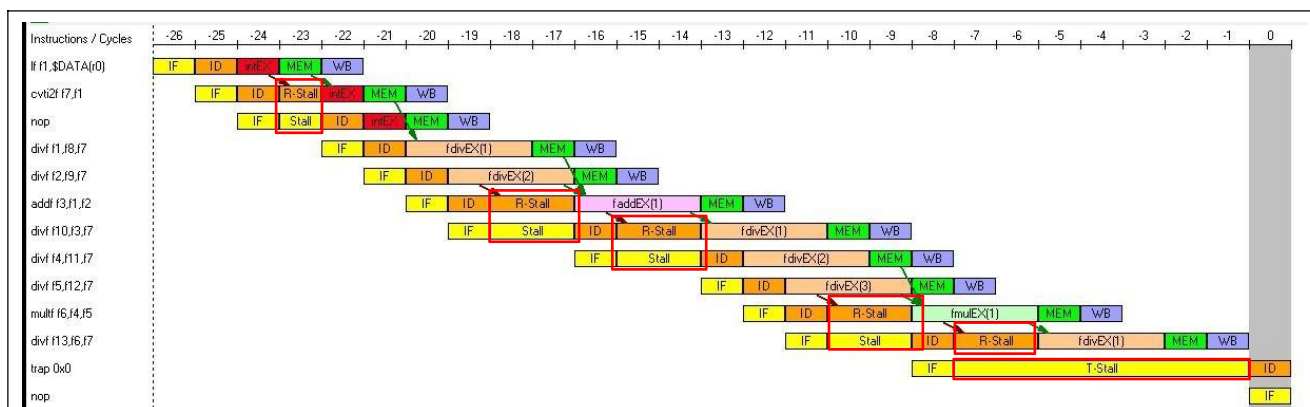 Instructions / Cycles -26 -25 -24 -23 -22 -21 -20 -19 -18 -17 -16 -15 -14 -13 -12 -11 -10 -9 -8 -7 -6 -5 -4 -3 -2 -1 0
lf f1,$DATA(r0) IF ID intEX MEM WB
cvti2f f7,f1 IF ID R-Stall intEX MEM WB
nop IF Stall ID intEX MEM WB
divf f1,f8,f7 IF ID fdivEX(1) MEM WB
divf f2,f9,f7 IF ID fdivEX(2) MEM WB
addf f3,f1,f2 IF ID R-Stall faddEX(1) MEM WB
divf f10,f3,f7 IF Stall ID R-Stall fdivEX(1) MEM WB
divf f4,f11,f7 IF Stall ID fdivEX(2) MEM WB
divf f5,f12,f7 IF ID fdivEX(3) MEM WB
multf f6,f4,f5 IF ID R-Stall fmulEX(1) MEM WB
divf f13,f6,f7 IF Stall ID R-Stall fdivEX(1) MEM WB
trap 0x0 IF T-Stall ID
nop IF